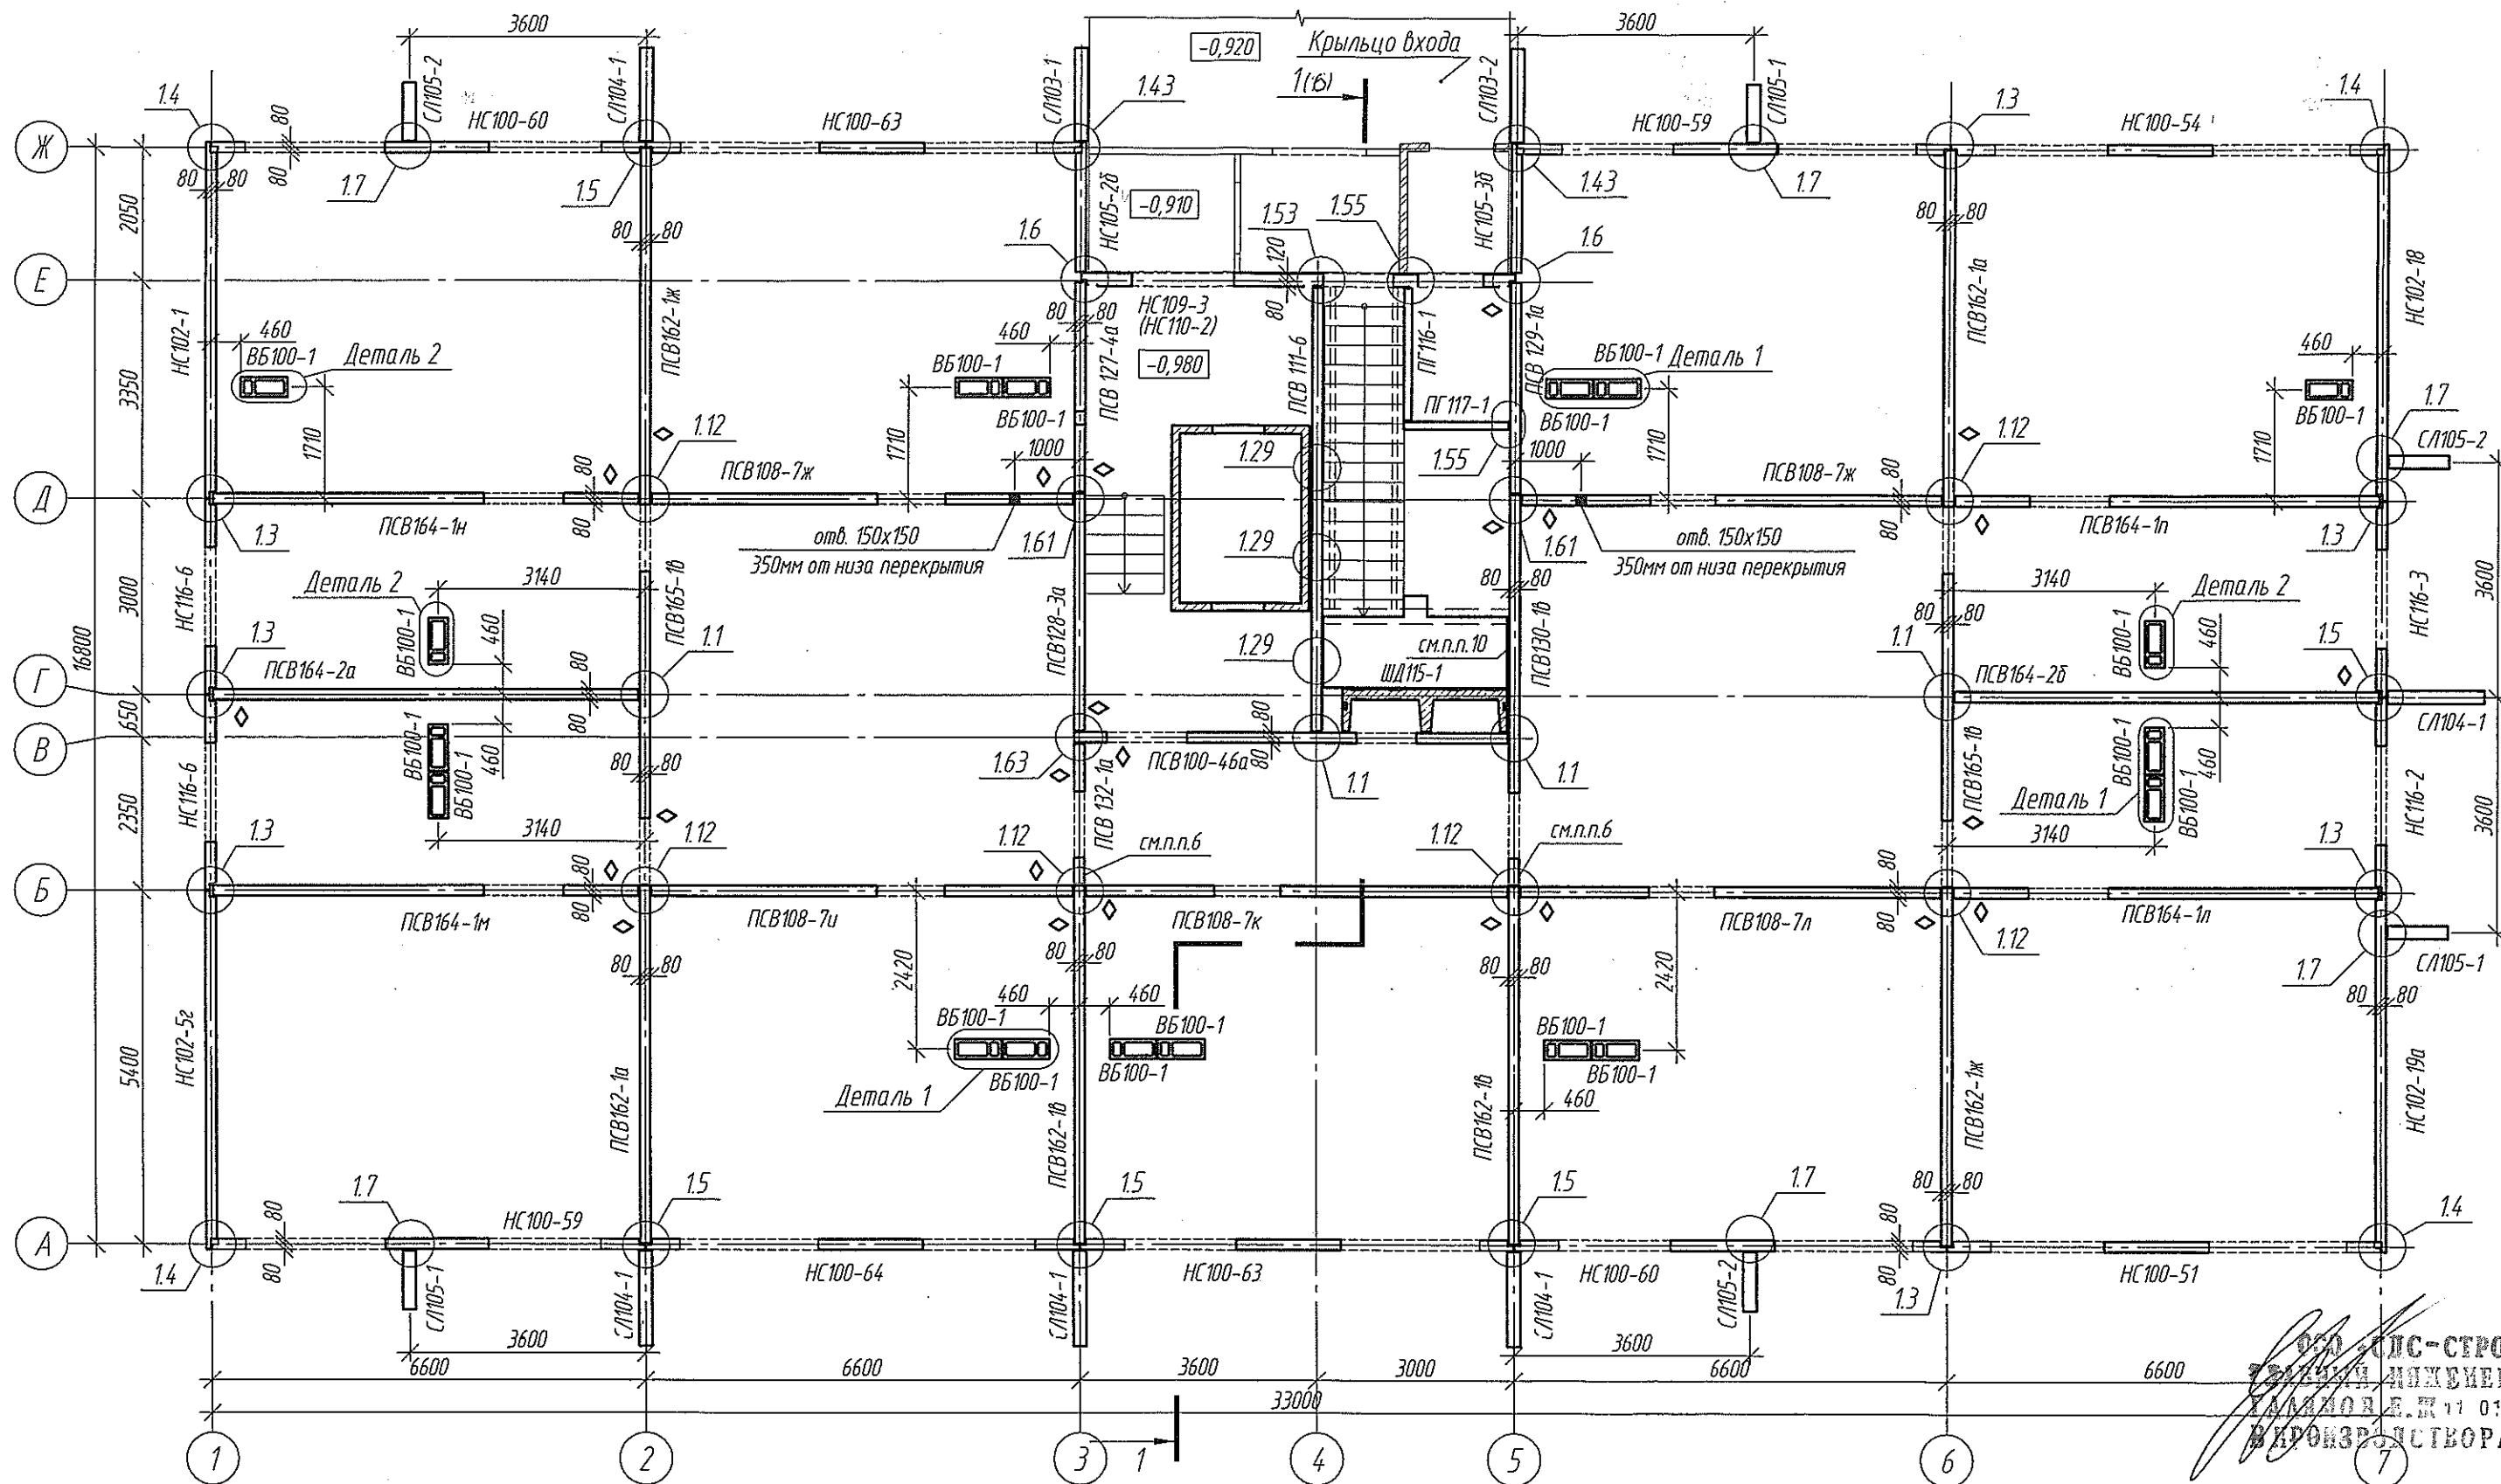 3600
-0,920
Крыльцо входа
3600
СЛ105-2
СЛ104-1
СЛ103-1
1.43
1(1в)
СЛ103-2
СЛ105-1
1.4
80
НС100-60
НС100-63
НС100-59
1.3
НС100-54
1.4
Ж
80 80
80
1.7
1.5
НС105-2б
-0,910
1.53
1.55
НС105-3б
1.43
1.7
2050
80 80
1.6
120
1.6
80 80
Е
НС102-1
460
ВБ100-1
Деталь 2
ПСВ162-1ж
460
ВБ100-1
80 80
НС109-3
(НС110-2)
-0,980
80
ПСВ 127-4а
ПСВ 111-6
ПГ116-1
ПСВ 129-1а
ВБ100-1 Деталь 1
ПСВ162-1а
НС102-18
460
3350
1710
1710
ВБ100-1
ПГ117-1
ВБ100-1
1710
1710
ВБ100-1
1.7
1.12
80
ПСВ108-7ж
1000
1.29
1.55
1000
ПСВ108-7ж
1.12
80
СЛ105-2
Д
ПСВ164-1н
80
отв. 150х150
350мм от низа перекрытия
1.61
1.29
1.61
отв. 150х150
350мм от низа перекрытия
80
ПСВ164-1п
1.3
1.3
16800
3000
НС116-6
Деталь 2
3140
ПСВ165-1в
80 80
3140
Деталь 2
НС116-3
3600
1.3
ВБ100-1
460
ПСВ128-3а
1.29
см.п.п.10
ПСВ130-1в
80 80
1.1
ВБ100-1
460
1.5
Г
ПСВ164-2а
80
80
1.1
ШД115-1
ПСВ164-2б
СЛ104-1
650
В
ВБ100-1
ВБ100-1
460
80 80
1.63
ПСВ100-46а
80
80
1.1
1.1
ПСВ165-1в
ВБ100-1
ВБ100-1
460
Деталь 1
НС116-2
3600
2350
НС116-6
3140
ПСВ 132-1а
3140
1.3
1.12
1.12
см.п.п.6
1.12
см.п.п.6
1.3
Б
80
80
80
80
ПСВ164-1м
ПСВ108-7и
ПСВ108-7к
ПСВ108-7л
ПСВ164-1л
1.12
80 80
2420
80 80
80 80
2420
1.7
СЛ105-1
80 80
5400
НС102-5г
460
460
ВБ100-1
ВБ100-1
ВБ100-1
ВБ100-1
ВБ100-1
ВБ100-1
Деталь 1
460
ПСВ162-1а
ПСВ162-1в
ПСВ162-1в
ПСВ162-1ж
НС102-19а
1.7
1.5
1.5
1.5
1.7
80 80
1.4
А
80
НС100-59
80
80
НС100-64
НС100-63
НС100-60
80
НС100-51
1.4
1.3
СЛ105-1
СЛ104-1
СЛ104-1
СЛ104-1
СЛ105-2
3600
3600
6600
6600
3600
3000
6600
6600
33000
1
2
3
1
4
5
6
7